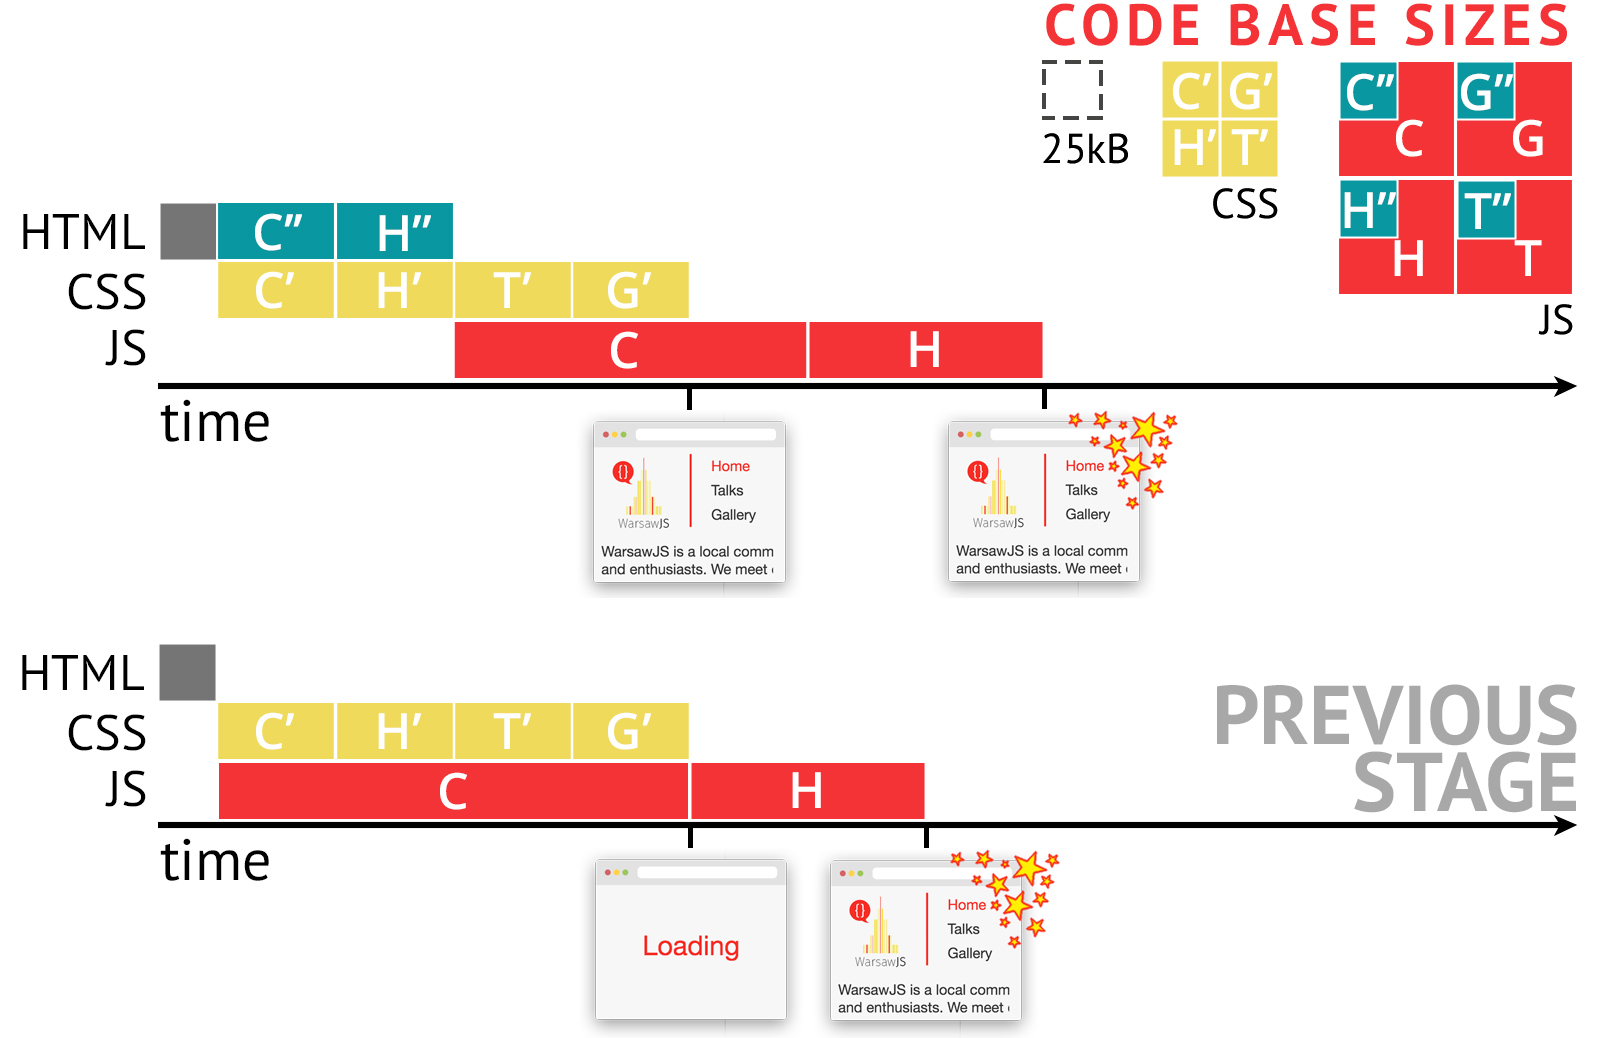 CODE BASE SIZES
25kB
C’ G’
H’ T’
CSS
C” G”
C G
H” T”
H T
JS
HTML C” H”
CSS C’ H’ T’ G’
JS C H
time
{}
WarsawJS
Home
Talks
Gallery
WarsawJS is a local comm
and enthusiasts. We meet
{}
WarsawJS
Home
Talks
Gallery
WarsawJS is a local comm
and enthusiasts. We meet
PREVIOUS
STAGE
HTML
CSS C’ H’ T’ G’
JS C H
time
Loading
{}
WarsawJS
Home
Talks
Gallery
WarsawJS is a local comm
and enthusiasts. We meet